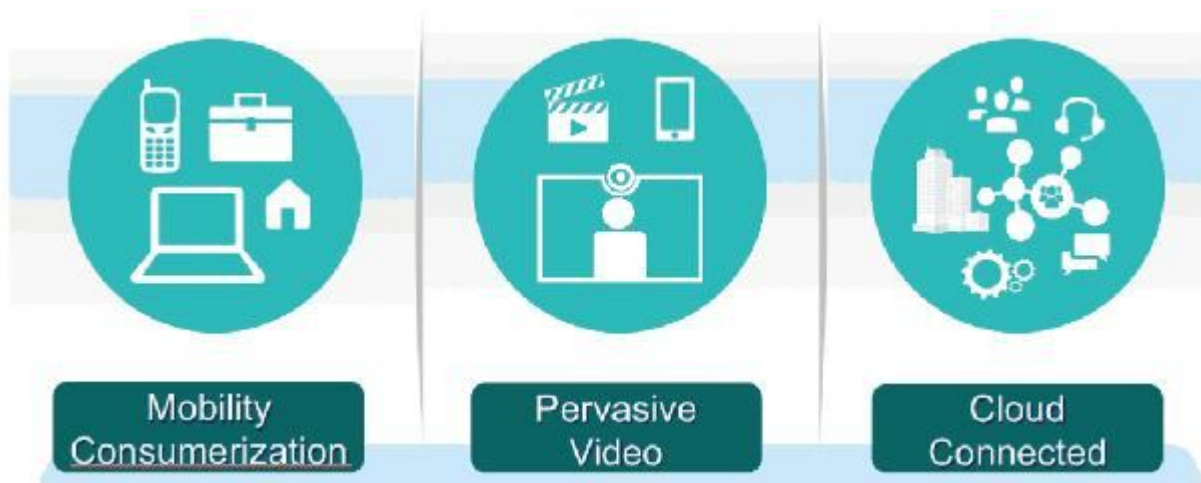 Mobility
Consumerization
Pervasive
Video
Cloud
Connected